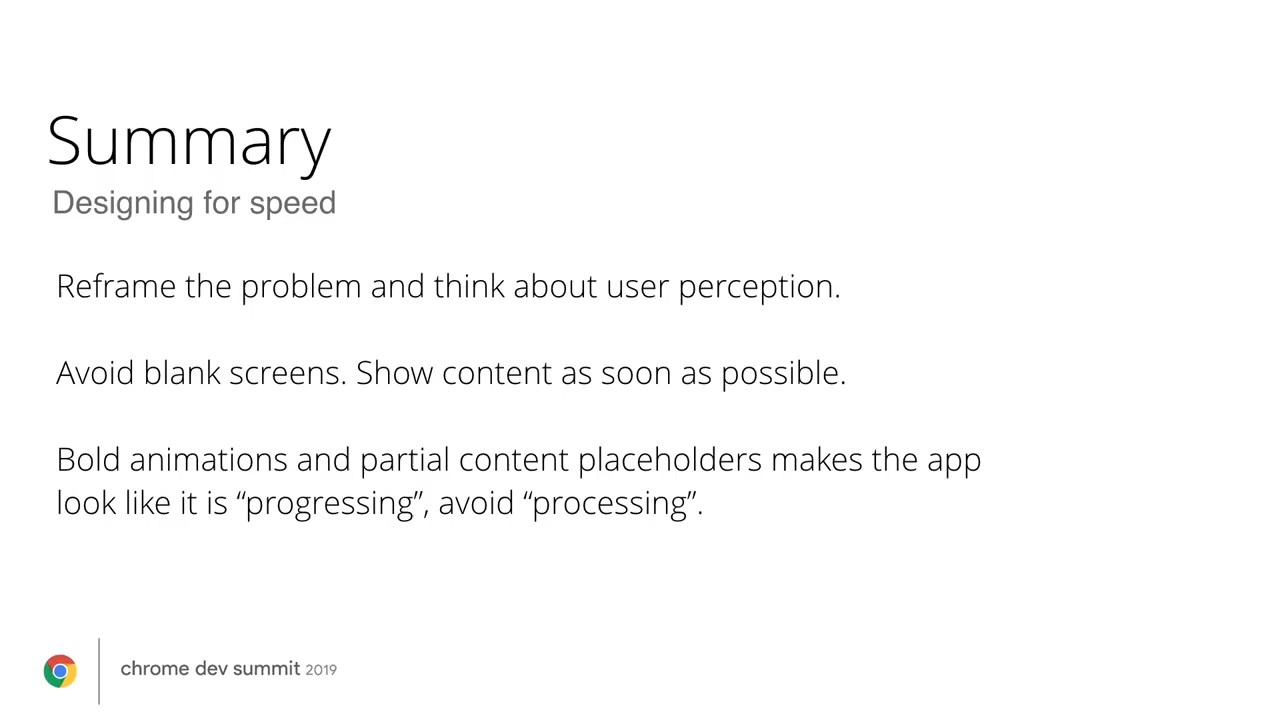 Summary
Designing for speed
Reframe the problem and think about user perception.
Avoid blank screens. Show content as soon as possible.
Bold animations and partial content placeholders makes the app
look like it is “progressing”, avoid “processing”.
chrome dev summit 2019